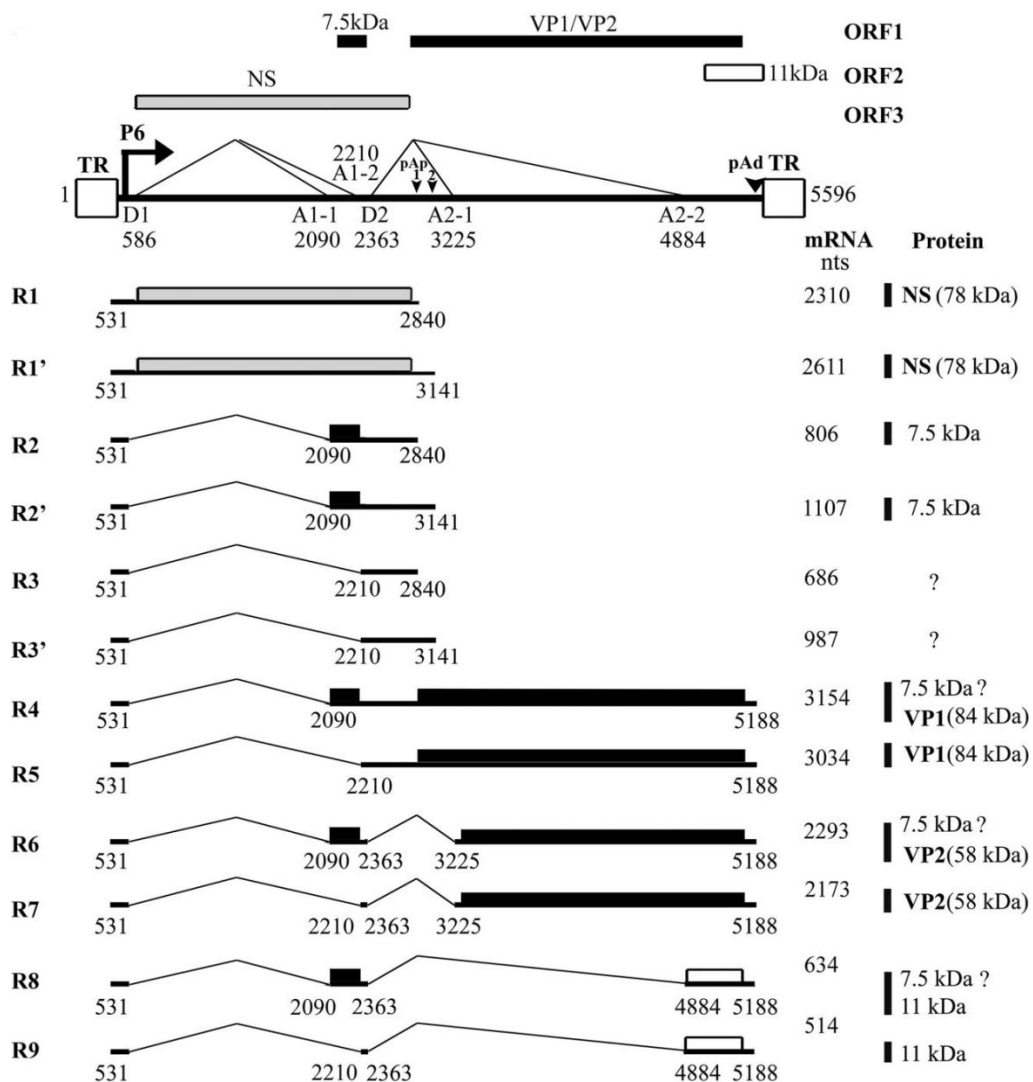 7.5kDa VP1/VP2 ORF1
11kDa ORF2
NS
ORF3
P6
TR 2210 pAp pAd TR
A1-2 1 2
1 5596
D1 A1-1 D2 A2-1 A2-2
586 2090 2363 3225 4884
mRNA Protein
nts
R1 2310 NS (78 kDa)
531 2840
R1’ 2611 NS (78 kDa)
531 3141
R2 806 7.5 kDa
531 2090 2840
R2’ 1107 7.5 kDa
531 2090 3141
R3 686 ?
531 2210 2840
R3’ 987 ?
531 2210 3141
R4 3154 7.5 kDa ?
VP1(84 kDa)
531 2090 5188
R5 3034 VP1(84 kDa)
531 2210 5188
R6 2293 7.5 kDa ?
VP2(58 kDa)
531 2090 2363 3225 5188
R7 2173 VP2(58 kDa)
531 2210 2363 3225 5188
R8 634 7.5 kDa ?
11 kDa
531 2090 2363 4884 5188
R9 514 11 kDa
531 2210 2363 4884 5188